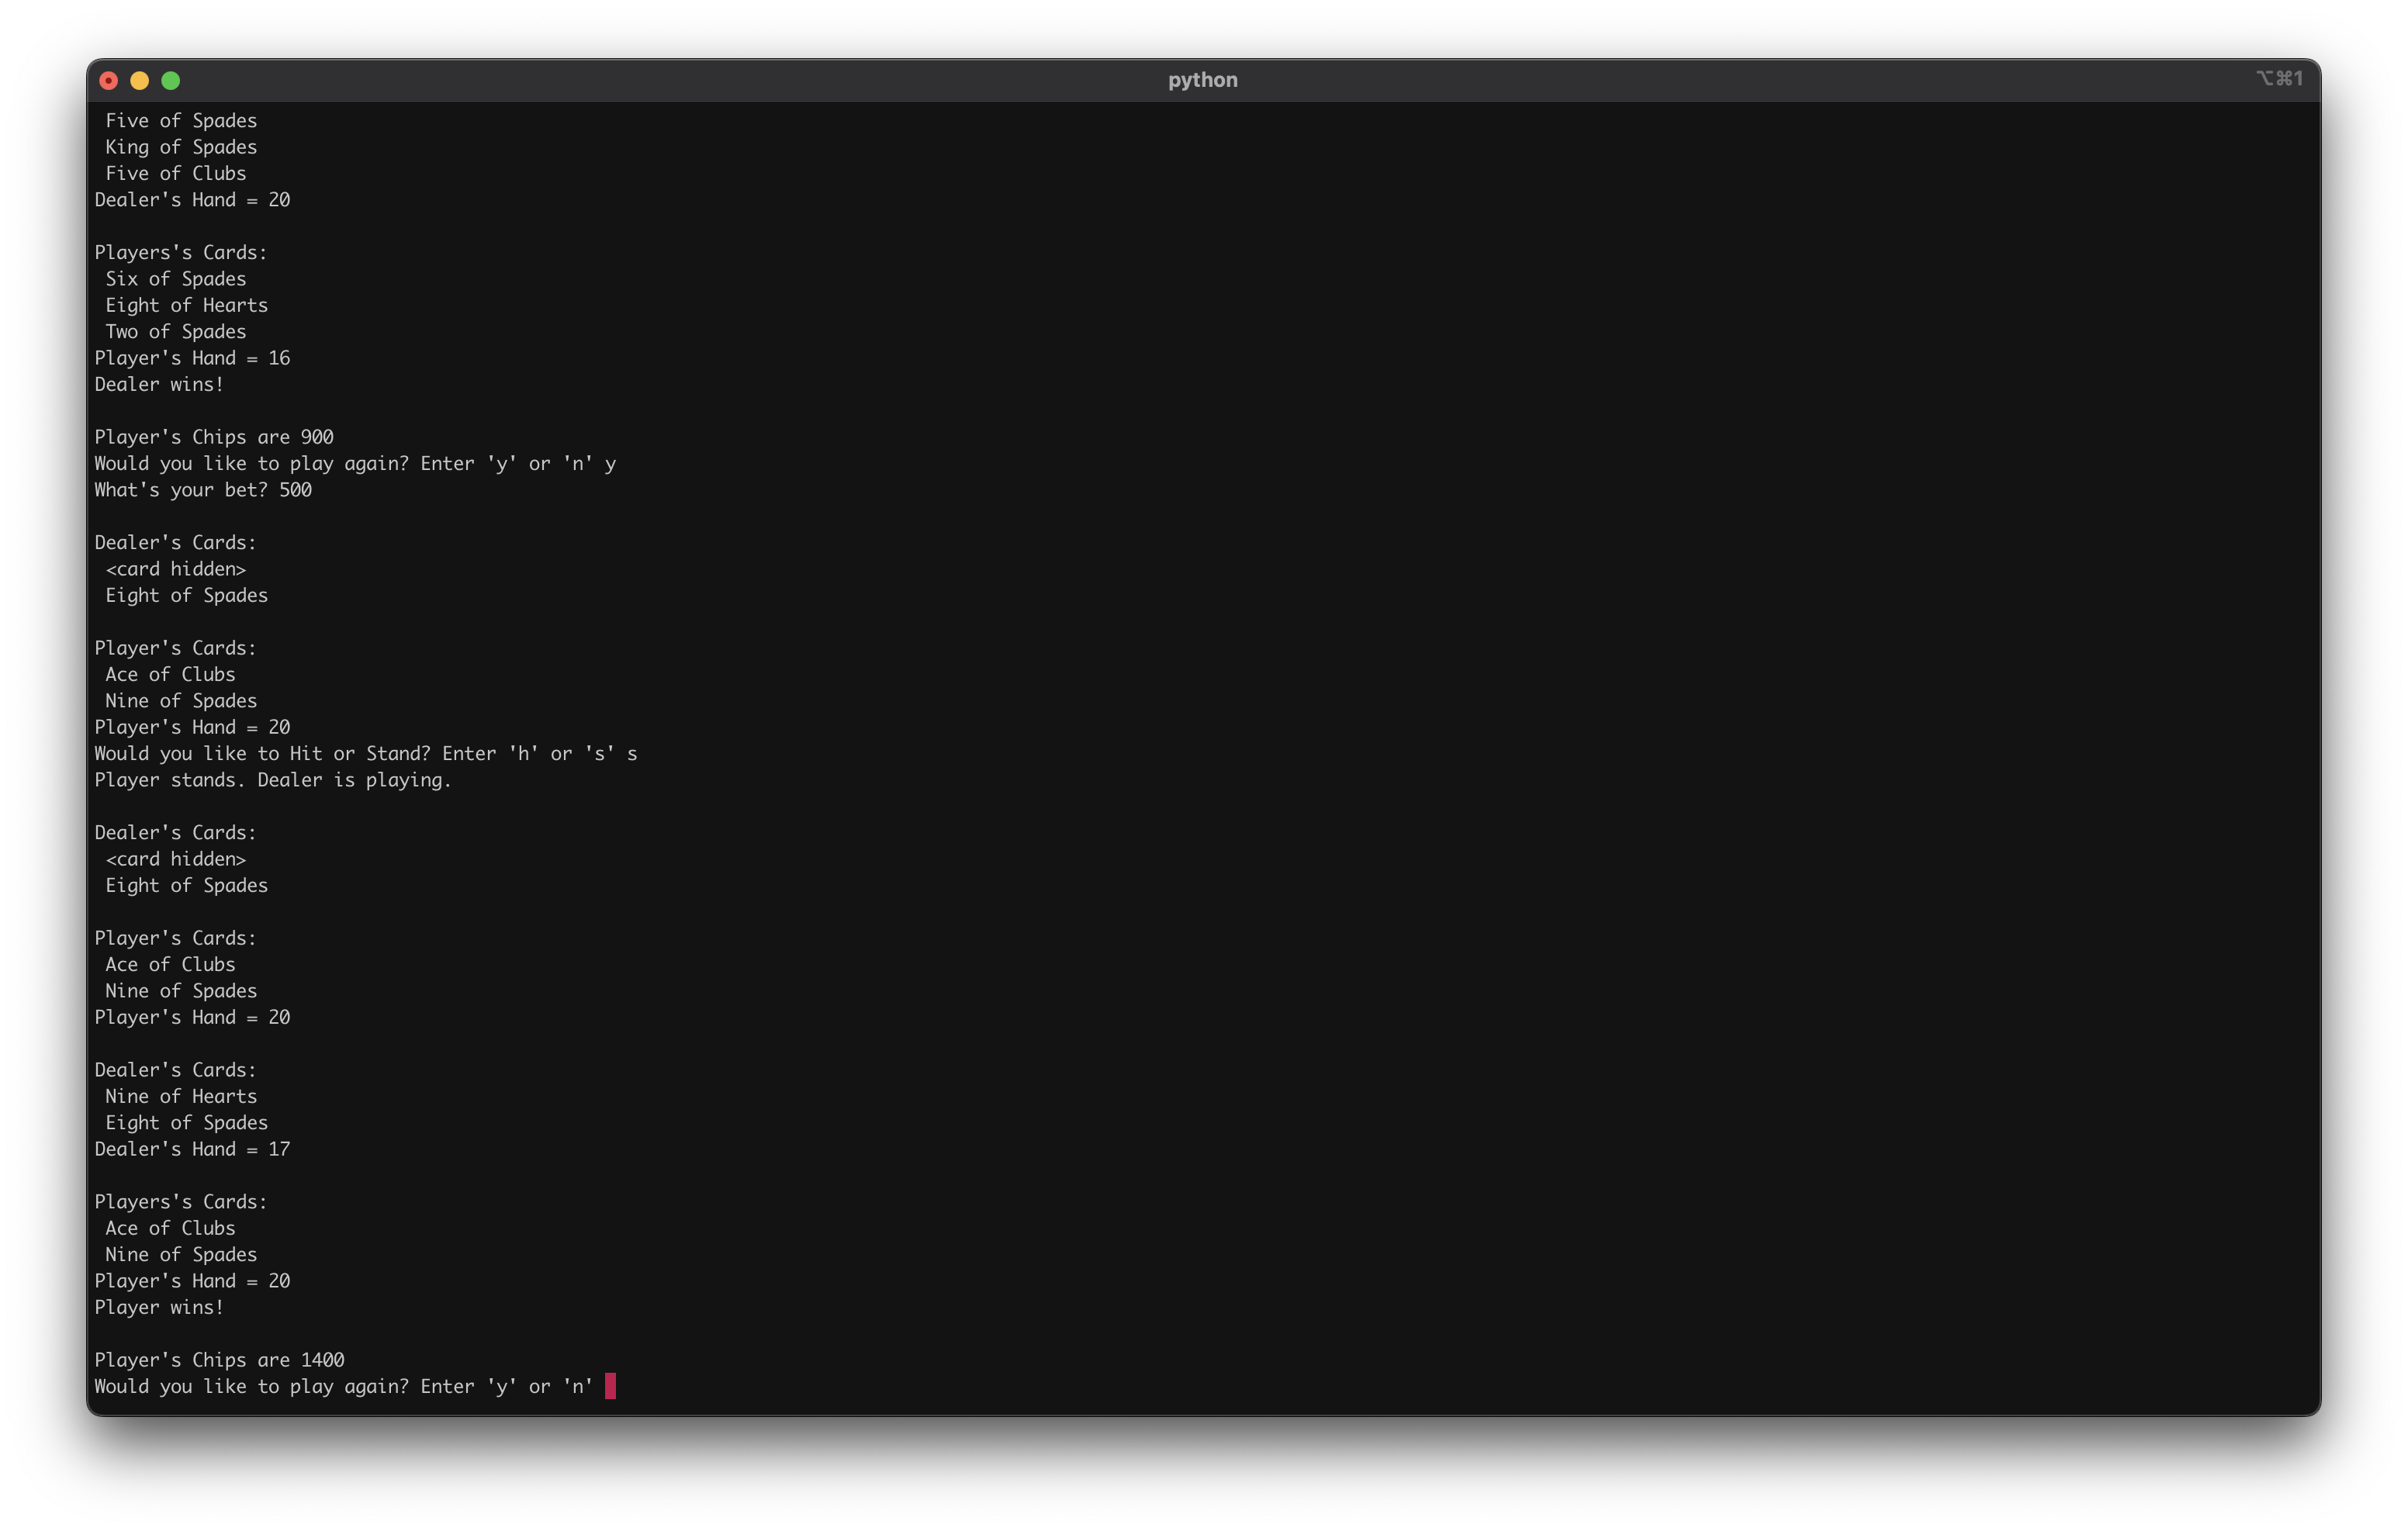 python
⌥⌘1
Five of Spades
King of Spades
Five of Clubs
Dealer's Hand = 20
Players's Cards:
Six of Spades
Eight of Hearts
Two of Spades
Player's Hand = 16
Dealer wins!
Player's Chips are 900
Would you like to play again? Enter 'y' or 'n' y
What's your bet? 500
Dealer's Cards:
<card hidden>
Eight of Spades
Player's Cards:
Ace of Clubs
Nine of Spades
Player's Hand = 20
Would you like to Hit or Stand? Enter 'h' or 's' s
Player stands. Dealer is playing.
Dealer's Cards:
<card hidden>
Eight of Spades
Player's Cards:
Ace of Clubs
Nine of Spades
Player's Hand = 20
Dealer's Cards:
Nine of Hearts
Eight of Spades
Dealer's Hand = 17
Players's Cards:
Ace of Clubs
Nine of Spades
Player's Hand = 20
Player wins!
Player's Chips are 1400
Would you like to play again? Enter 'y' or 'n'